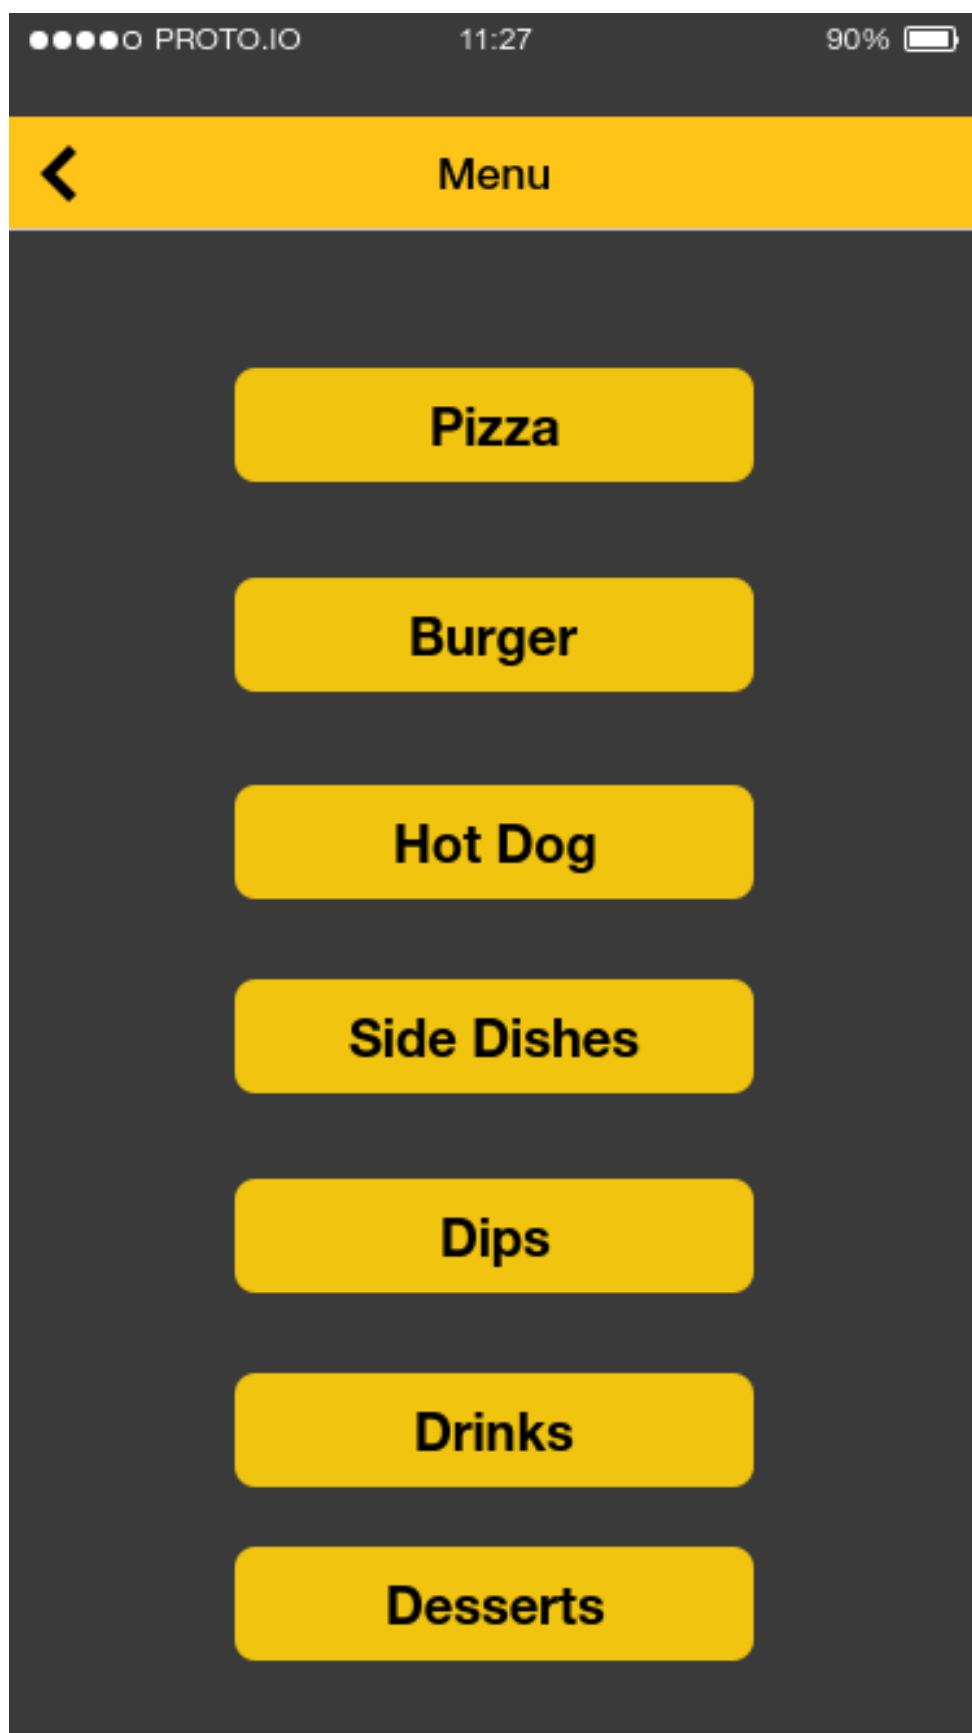 PROTO.IO 11:27 90%
Menu
Pizza
Burger
Hot Dog
Side Dishes
Dips
Drinks
Desserts